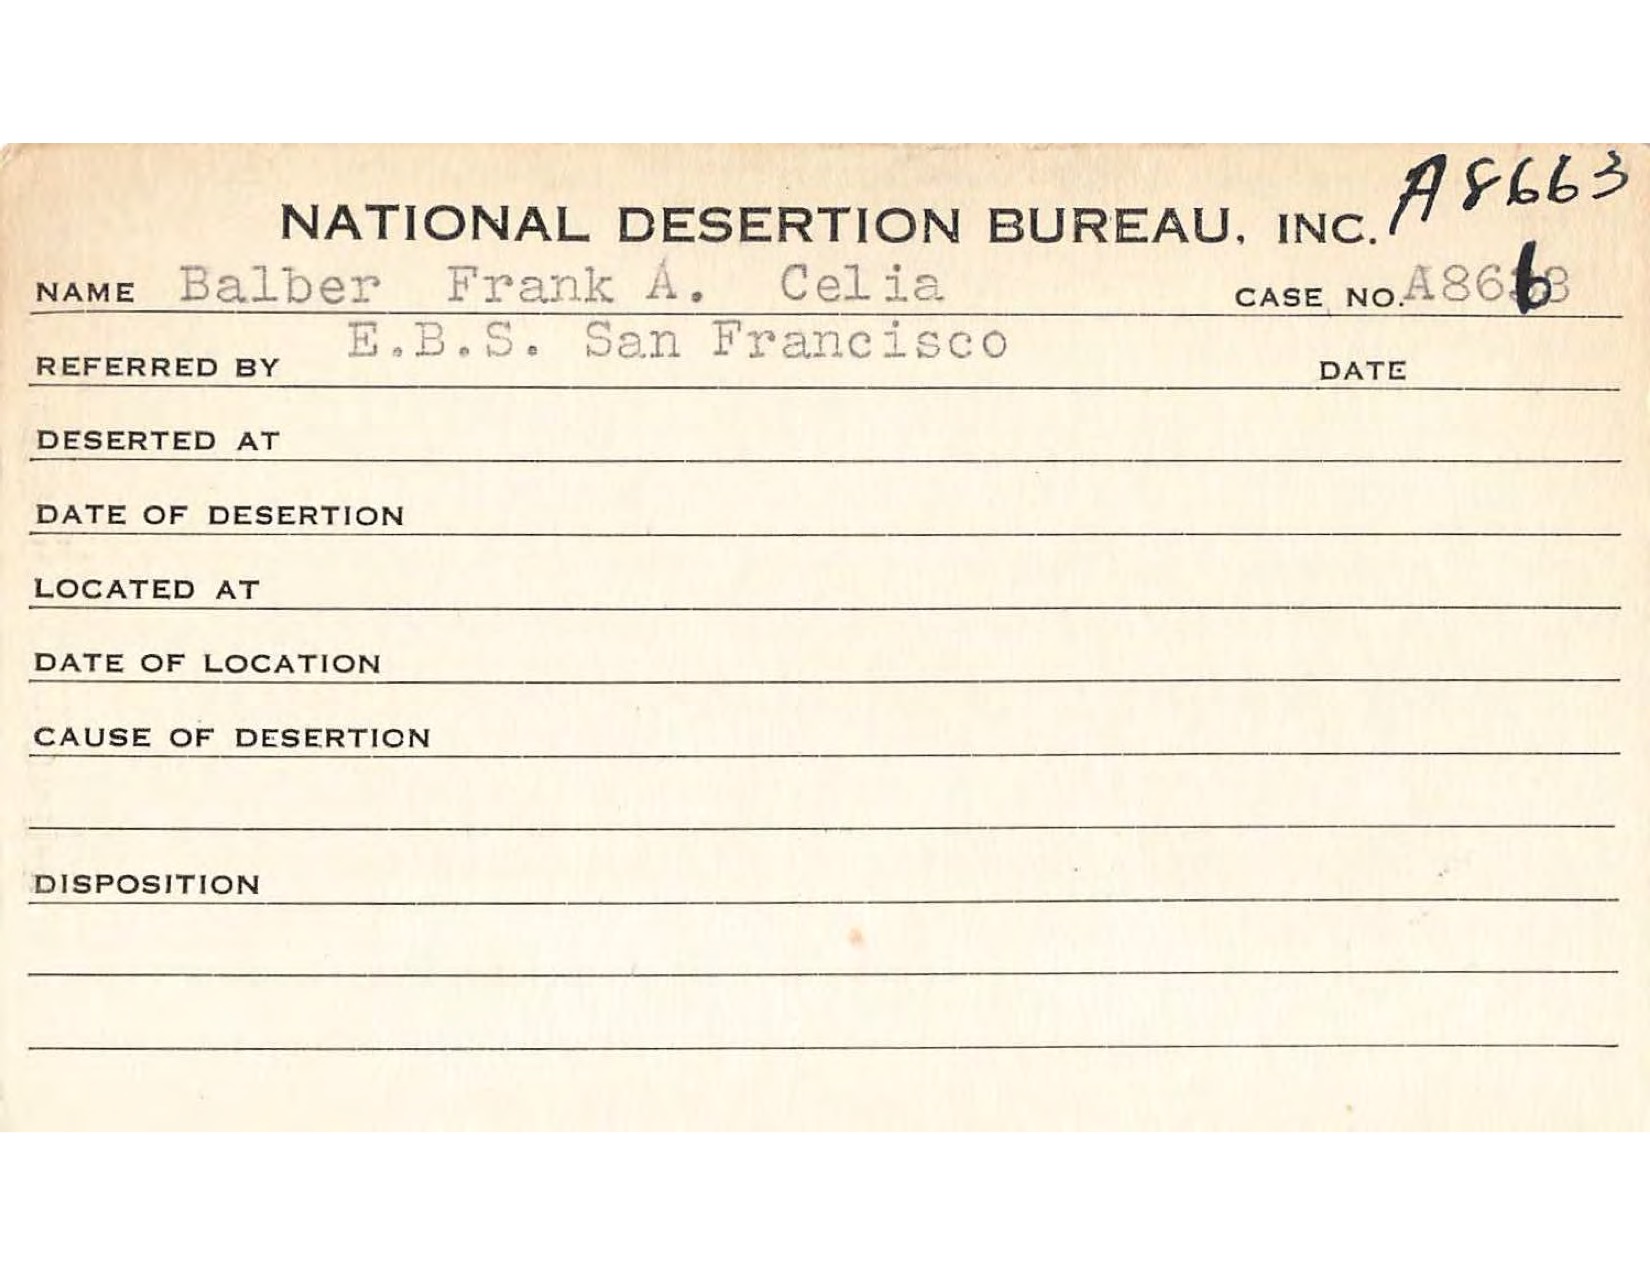 A8663
NATIONAL DESERTION BUREAU, INC.
NAME Balber Frank A. Celia CASE NO. A8663
REFERRED BY E.B.S. San Francisco DATE
DESERTED AT
DATE OF DESERTION
LOCATED AT
DATE OF LOCATION
CAUSE OF DESERTION
DISPOSITION